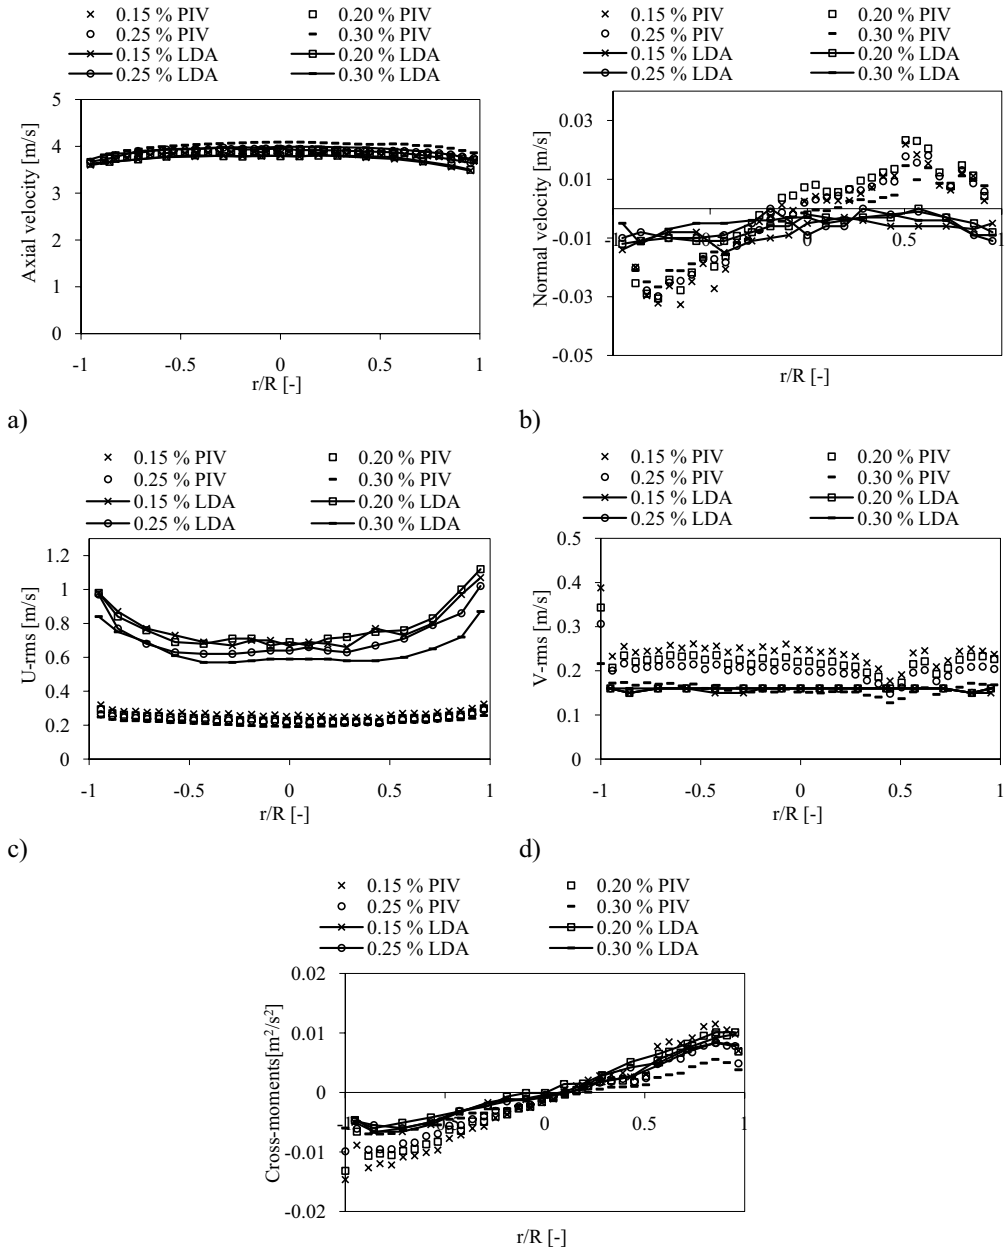 0.15 % PIV 0.20 % PIV
0.25 % PIV 0.30 % PIV
0.15 % LDA 0.20 % LDA
0.25 % LDA 0.30 % LDA
5
4
3
2
1
0
Axial velocity [m/s]
-1 -0.5 0 0.5 1
r/R [-]
a)
0.15 % PIV 0.20 % PIV
0.25 % PIV 0.30 % PIV
0.15 % LDA 0.20 % LDA
0.25 % LDA 0.30 % LDA
0.03
0.01
-0.01
-0.03
-0.05
Normal velocity [m/s]
0 0.5 1
r/R [-]
b)
0.15 % PIV 0.20 % PIV
0.25 % PIV 0.30 % PIV
0.15 % LDA 0.20 % LDA
0.25 % LDA 0.30 % LDA
1.2
1
0.8
0.6
0.4
0.2
0
U-rms [m/s]
-1 -0.5 0 0.5 1
r/R [-]
c)
0.15 % PIV 0.20 % PIV
0.25 % PIV 0.30 % PIV
0.15 % LDA 0.20 % LDA
0.25 % LDA 0.30 % LDA
0.5
0.4
0.3
0.2
0.1
0
V-rms [m/s]
-1 -0.5 0 0.5 1
r/R [-]
d)
0.15 % PIV 0.20 % PIV
0.25 % PIV 0.30 % PIV
0.15 % LDA 0.20 % LDA
0.25 % LDA 0.30 % LDA
0.02
0.01
0
-0.01
-0.02
Cross-moments[m²/s²]
0 0.5 1
r/R [-]